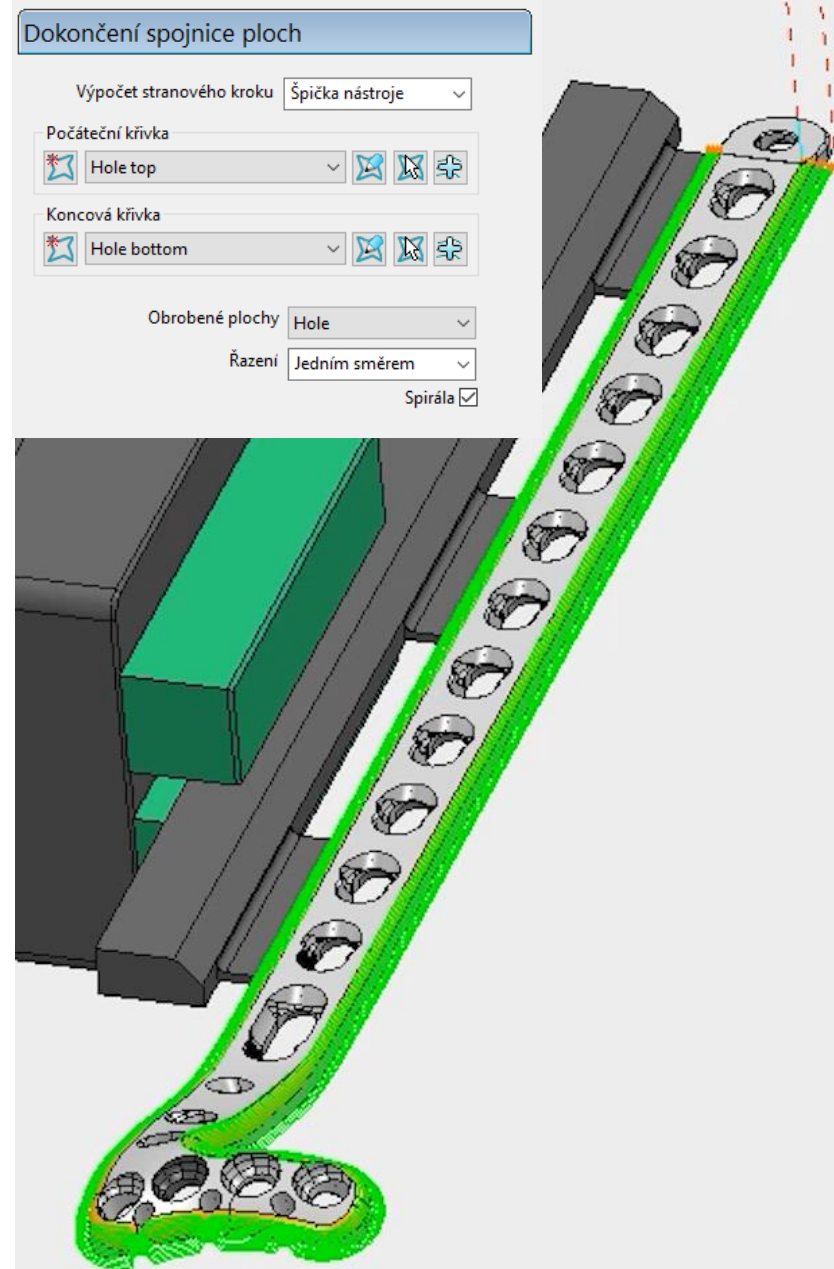 Dokončení spojnice ploch
Výpočet stranového kroku Špička nástroje
Počáteční křivka
Hole top
Koncová křivka
Hole bottom
Obrobené plochy Hole
Řazení Jedním směrem
Spirála